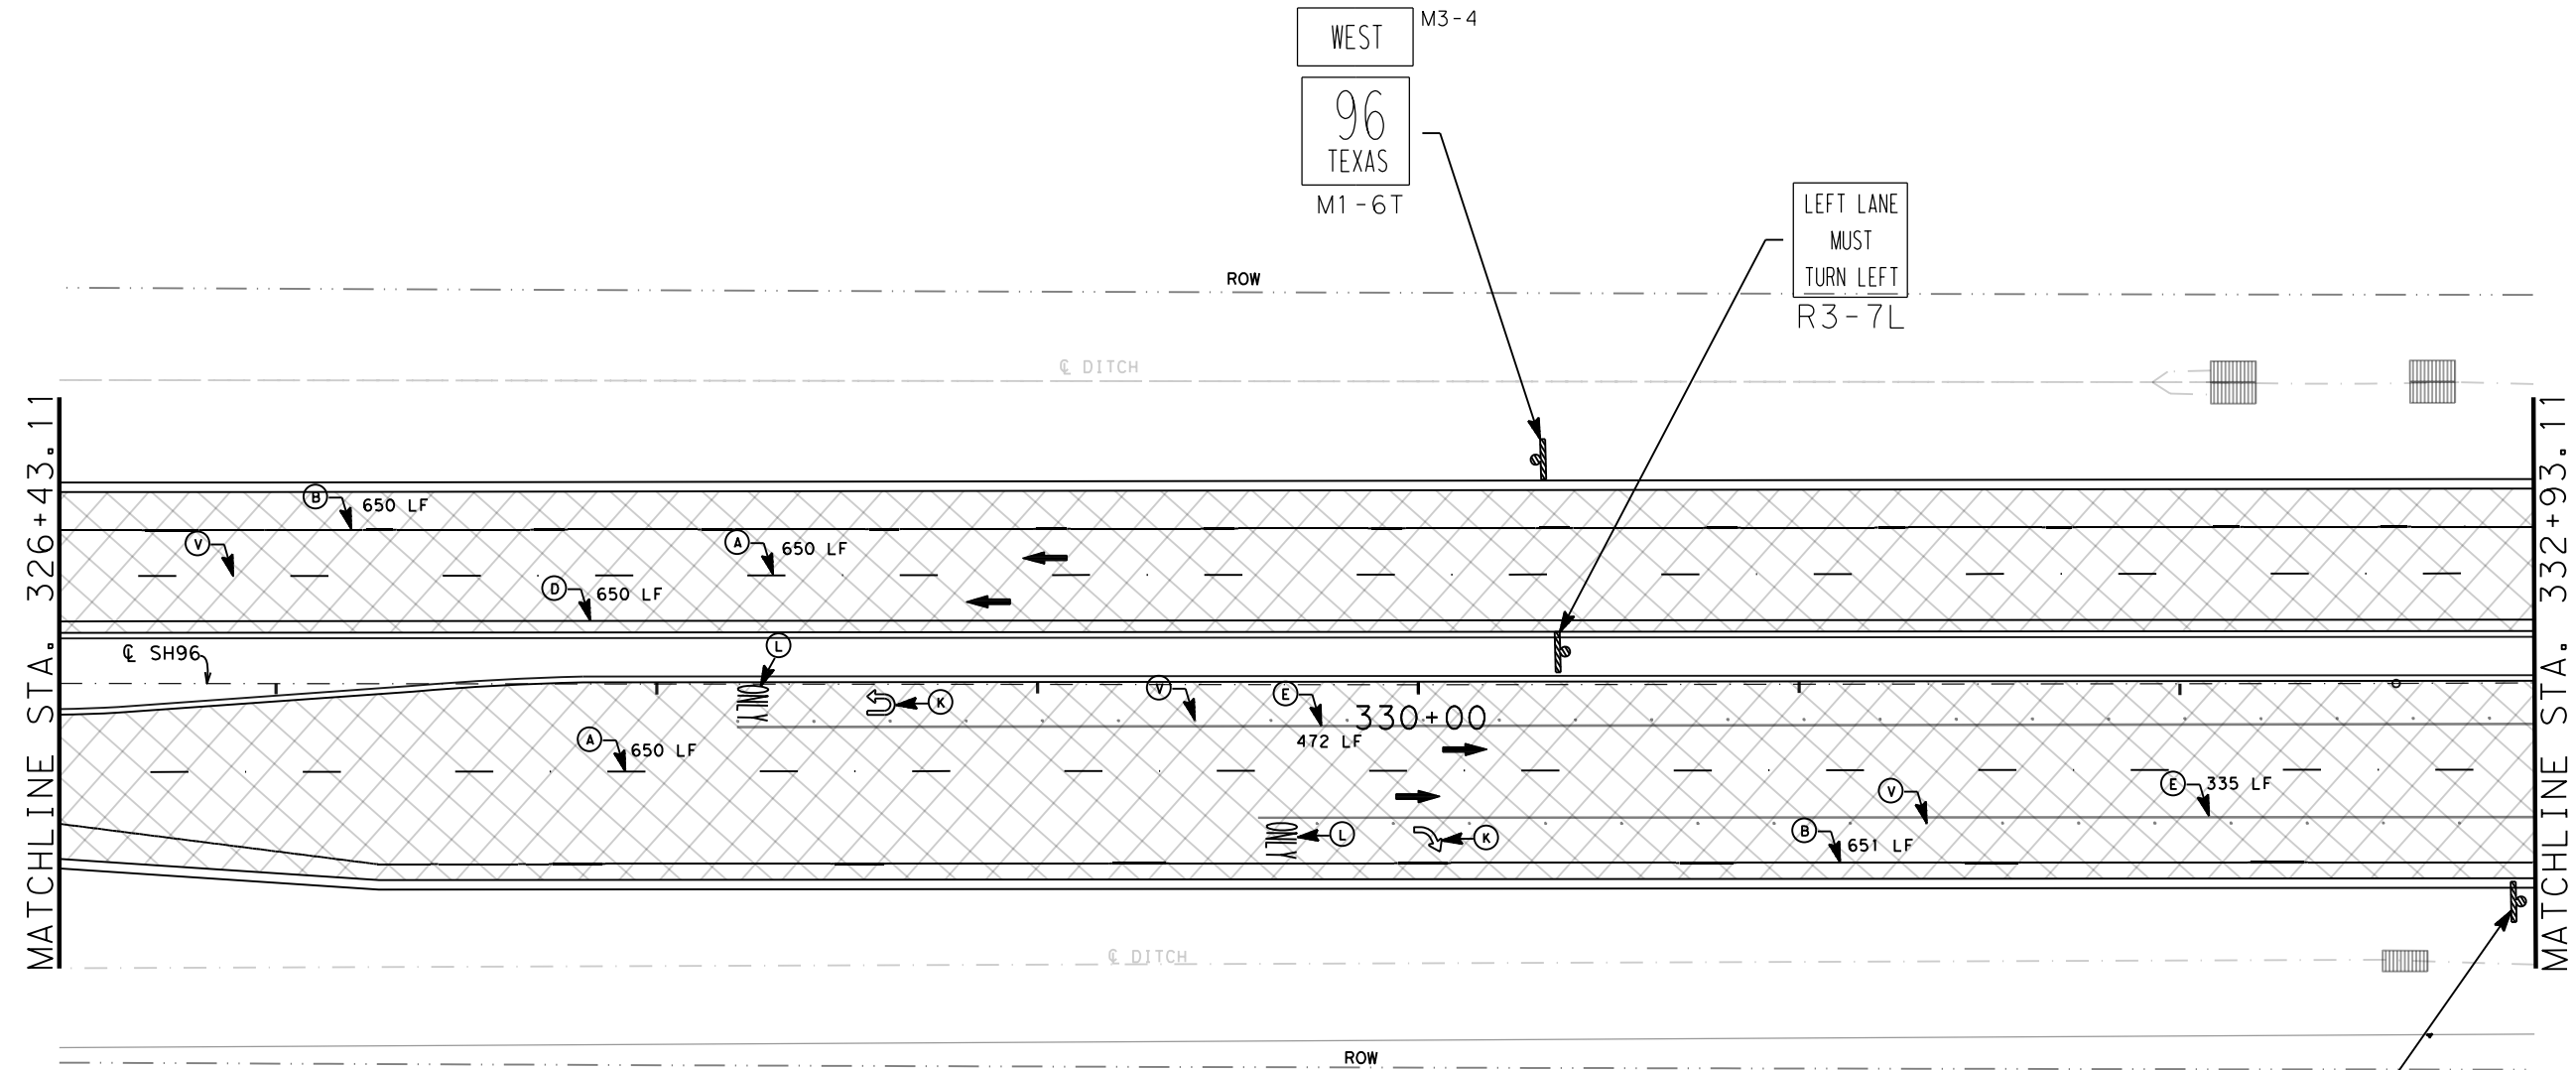 WEST
M3-4
96
TEXAS
M1-6T
LEFT LANE
MUST
TURN LEFT
R3-7L
ROW
℄ DITCH
MATCHLINE STA. 326+43.11
MATCHLINE STA. 332+93.11
B
650 LF
V
A
650 LF
D
650 LF
℄ SH96
L
ONLY
K
V
E
330+00
472 LF
A
650 LF
E
335 LF
V
ONLY
L
K
B
651 LF
℄ DITCH
ROW